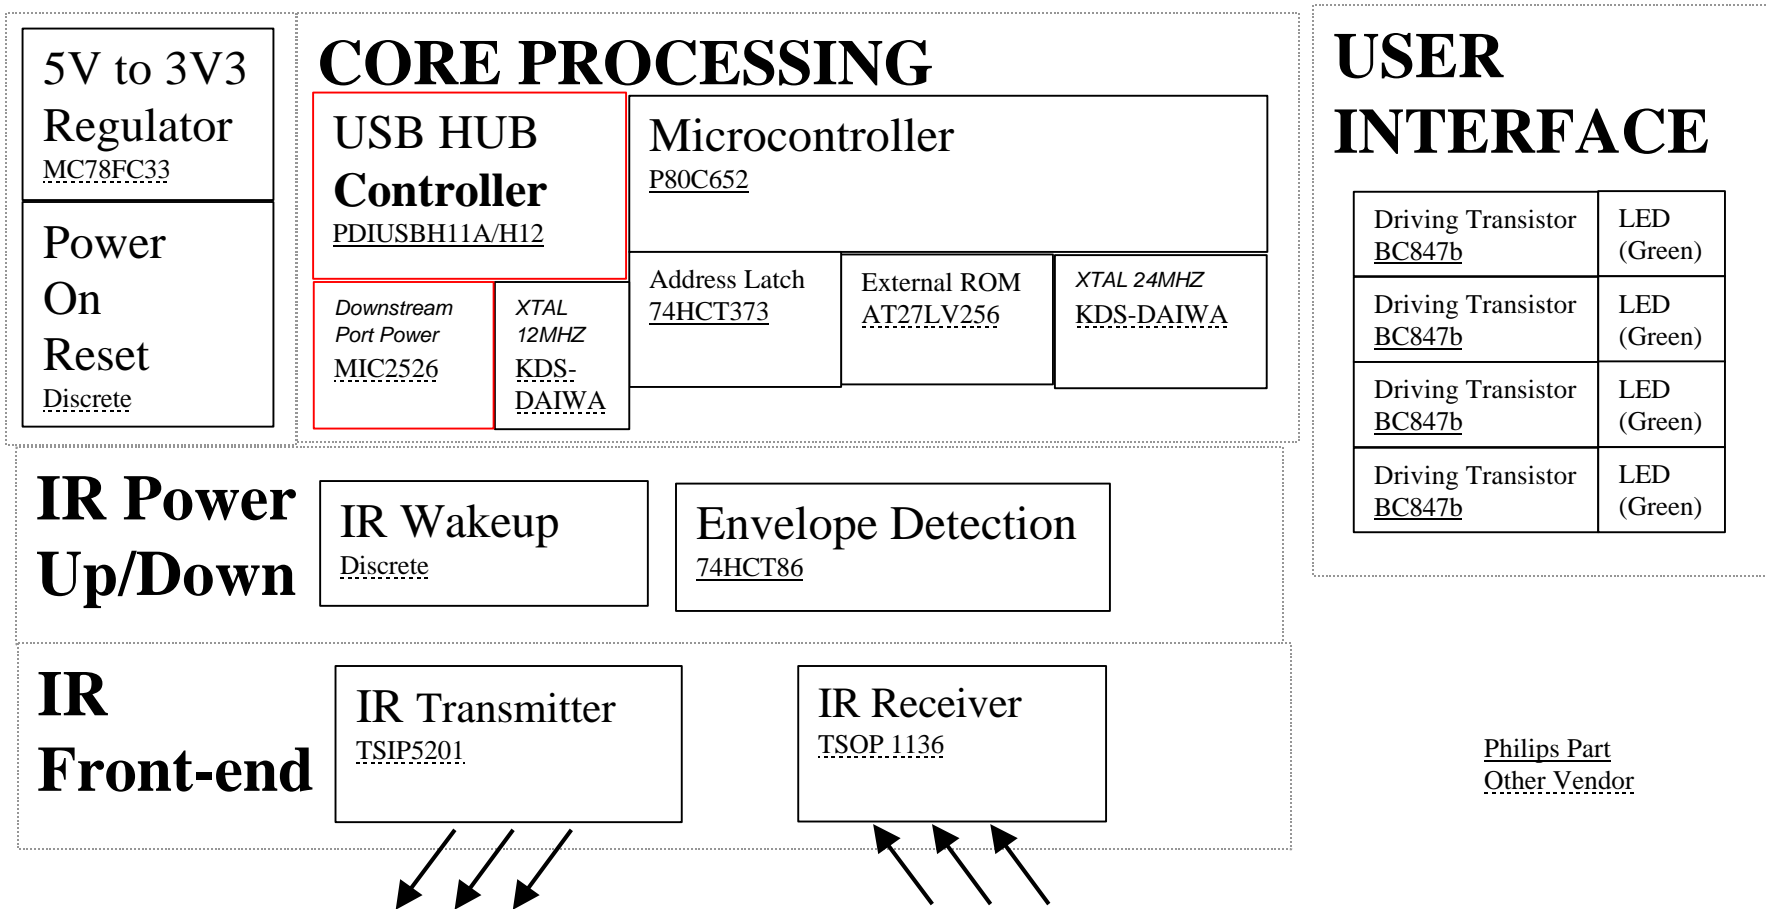 5V to 3V3
Regulator
MC78FC33
Power
On
Reset
Discrete
CORE PROCESSING
USB HUB
Controller
PDIUSBH11A/H12
Microcontroller
P80C652
Downstream
Port Power
MIC2526
XTAL
12MHZ
KDS-
DAIWA
Address Latch
74HCT373
External ROM
AT27LV256
XTAL 24MHZ
KDS-DAIWA
USER
INTERFACE
Driving Transistor
BC847b
LED
(Green)
Driving Transistor
BC847b
LED
(Green)
Driving Transistor
BC847b
LED
(Green)
Driving Transistor
BC847b
LED
(Green)
IR Power
Up/Down
IR Wakeup
Discrete
Envelope Detection
74HCT86
IR
Front-end
IR Transmitter
TSIP5201
IR Receiver
TSOP 1136
Philips Part
Other Vendor